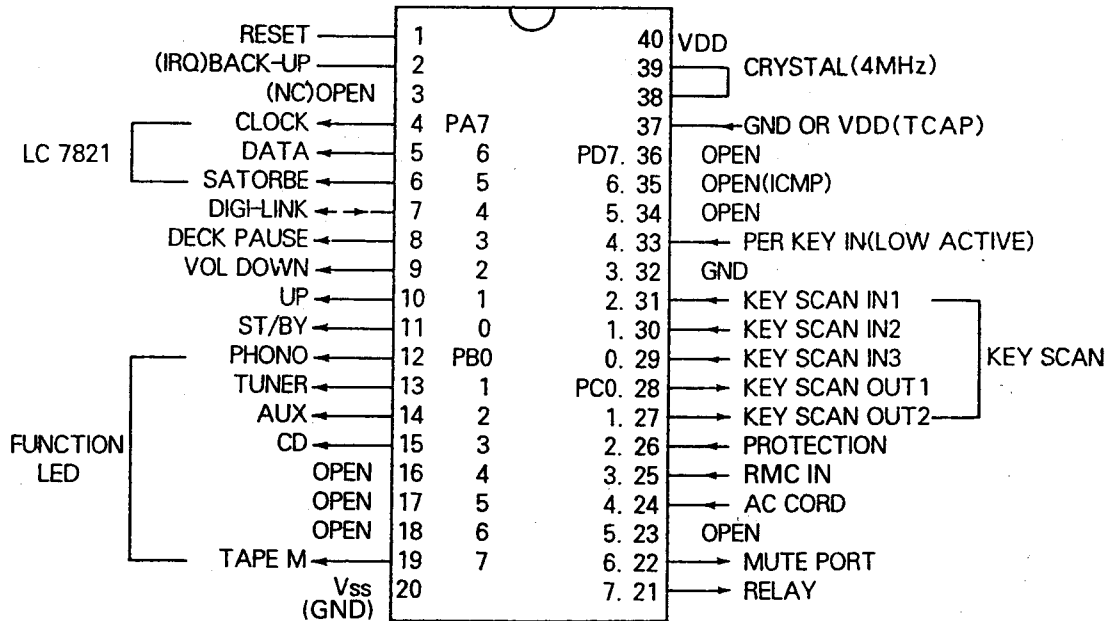 RESET 1 40 VDD
(IRQ)BACK-UP 2 39 CRYSTAL(4MHz)
(NC)OPEN 3 38
CLOCK 4 PA7 37 GND OR VDD(TCAP)
LC 7821 DATA 5 6 PD7. 36 OPEN
SATORBE 6 5 6. 35 OPEN(ICMP)
DIGI-LINK 7 4 5. 34 OPEN
DECK PAUSE 8 3 4. 33 PER KEY IN(LOW ACTIVE)
VOL DOWN 9 2 3. 32 GND
UP 10 1 2. 31 KEY SCAN IN1
ST/BY 11 0 1. 30 KEY SCAN IN2
PHONO 12 PB0 0. 29 KEY SCAN IN3 KEY SCAN
TUNER 13 1 PC0. 28 KEY SCAN OUT1
AUX 14 2 1. 27 KEY SCAN OUT2
FUNCTION CD 15 3 2. 26 PROTECTION
LED OPEN 16 4 3. 25 RMC IN
OPEN 17 5 4. 24 AC CORD
OPEN 18 6 5. 23 OPEN
TAPE M 19 7 6. 22 MUTE PORT
Vss 20 7. 21 RELAY
(GND)